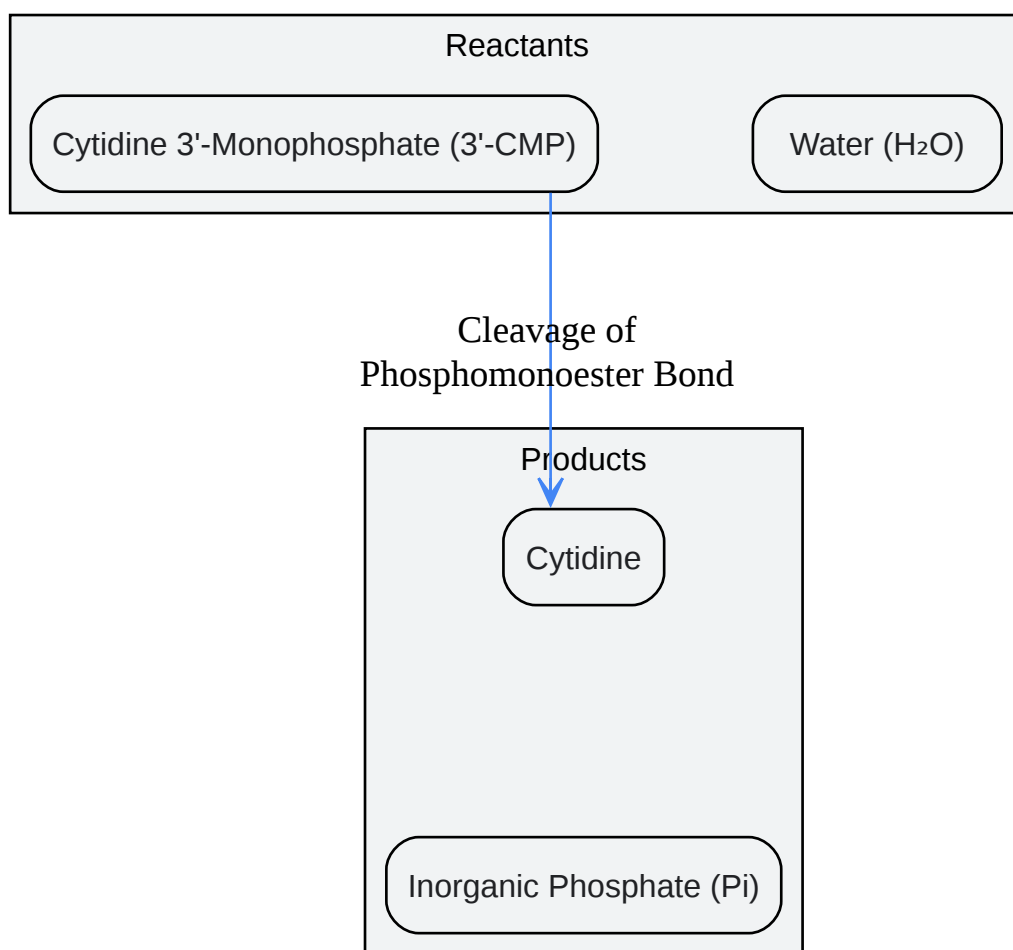 Reactants
Cytidine 3'-Monophosphate (3'-CMP)
Water (H₂O)
Cleavage of
Phosphomonoester Bond
Products
Cytidine
Inorganic Phosphate (Pi)